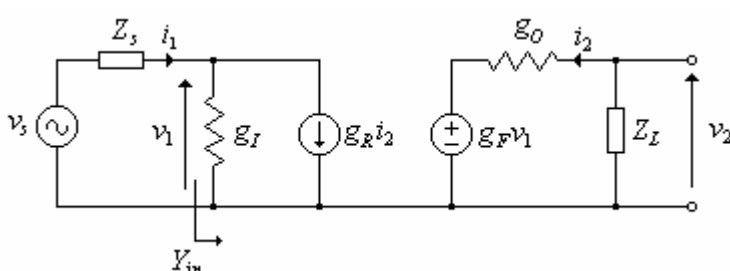 Z_s
i_1
g_O
i_2
v_s
v_1
g_I
g_R i_2
g_F v_1
Z_L
v_2
Y_in